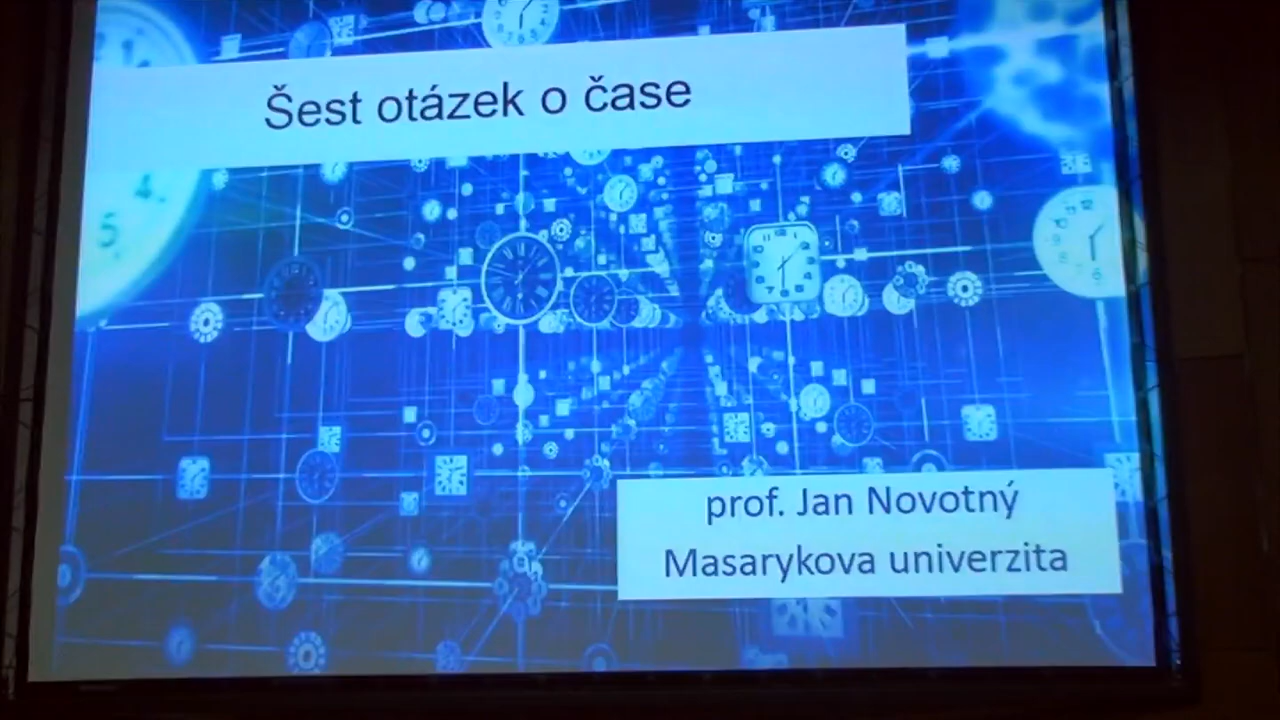 Šest otázek o čase
prof. Jan Novotný
Masarykova univerzita